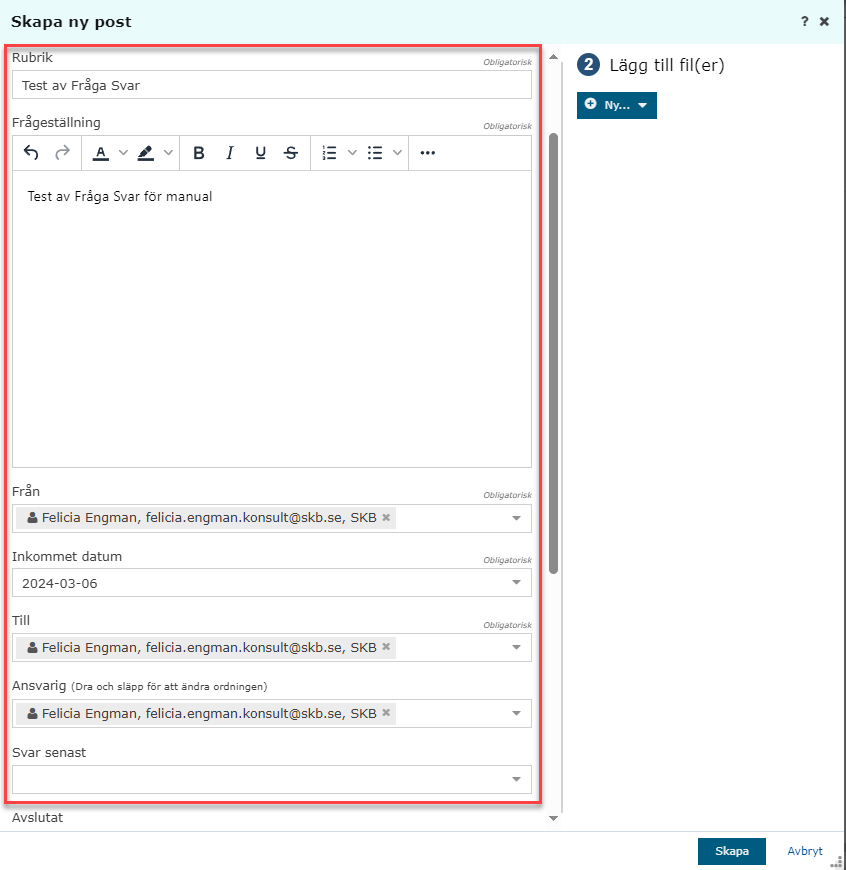 Skapa ny post
?
Rubrik
Obligatorisk
Test av Fråga Svar
Frågeställning
Obligatorisk
A
B I U S
Test av Fråga Svar för manual
Från
Obligatorisk
Felicia Engman, felicia.engman.konsult@skb.se, SKB
Inkommet datum
Obligatorisk
2024-03-06
Till
Obligatorisk
Felicia Engman, felicia.engman.konsult@skb.se, SKB
Ansvarig (Dra och släpp för att ändra ordningen)
Felicia Engman, felicia.engman.konsult@skb.se, SKB
Svar senast
Avslutat
2 Lägg till fil(er)
Ny...
Skapa
Avbryt